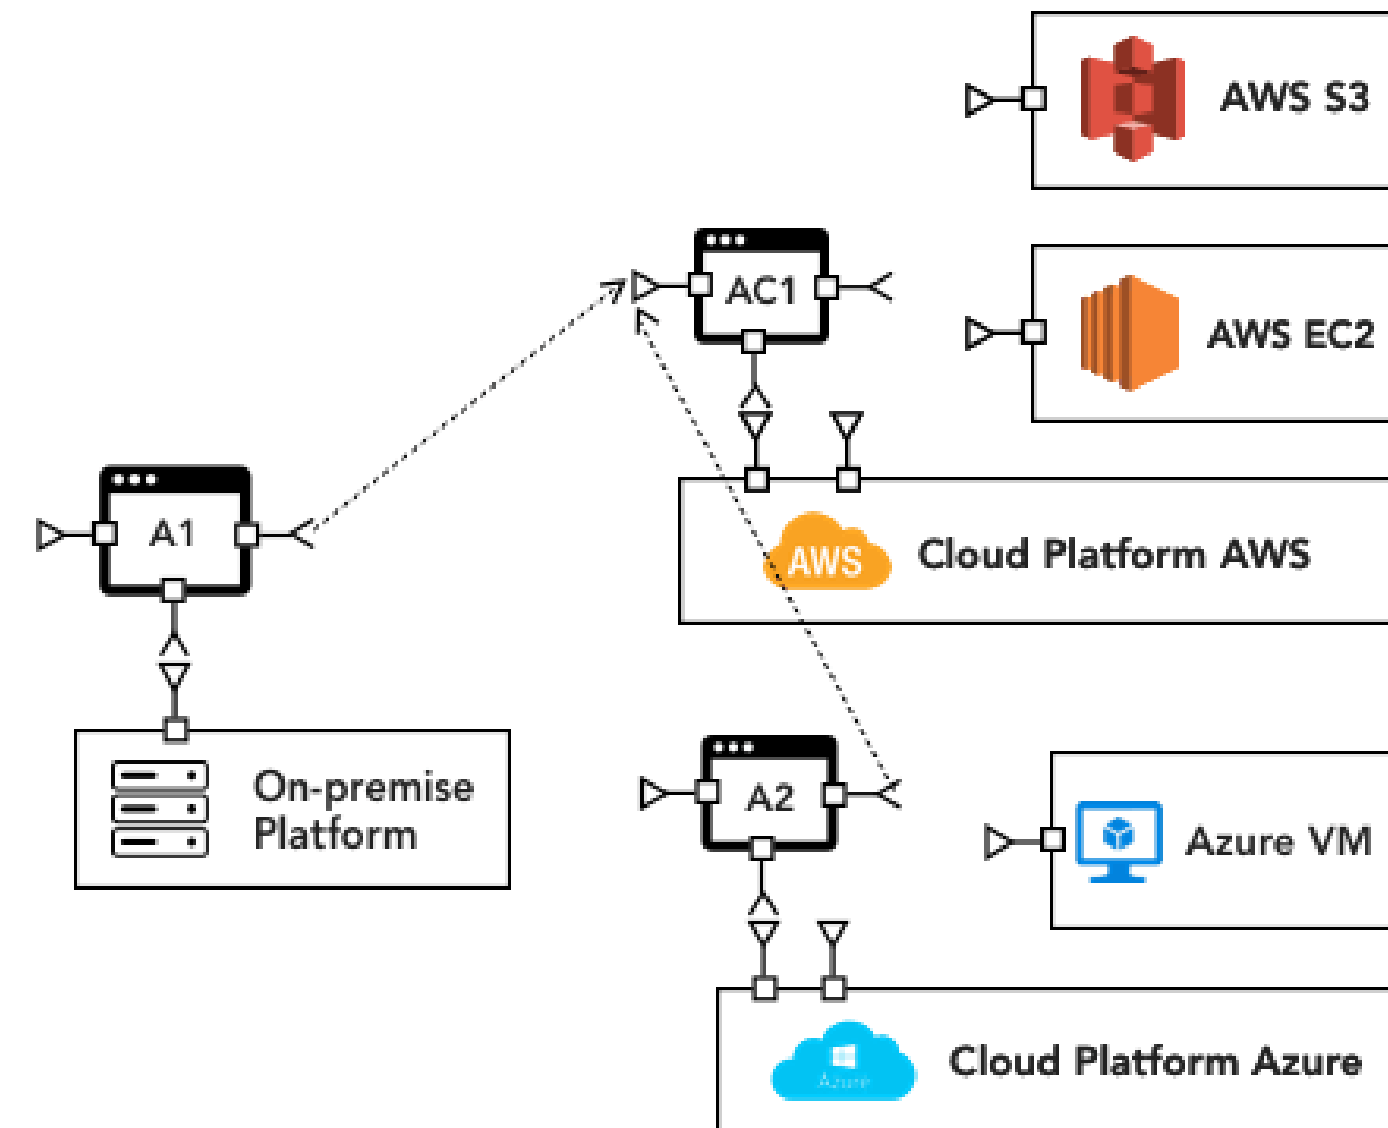 AWS S3
AC1
AWS EC2
A1
AWS
Cloud Platform AWS
On-premise
Platform
A2
Azure VM
Azure
Cloud Platform Azure